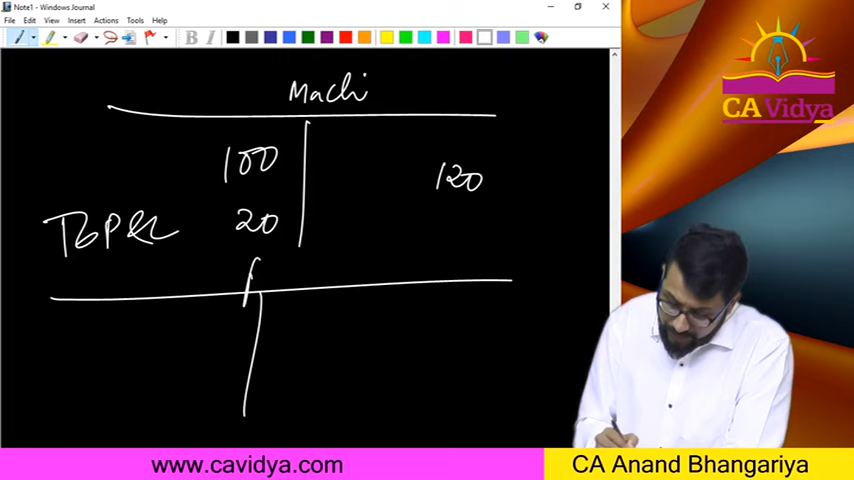 Note1 - Windows Journal
File Edit View Insert Actions Tools Help
B I
CA Vidya
Machi
100
120
To P&L 20
www.cavidya.com
CA Anand Bhangariya